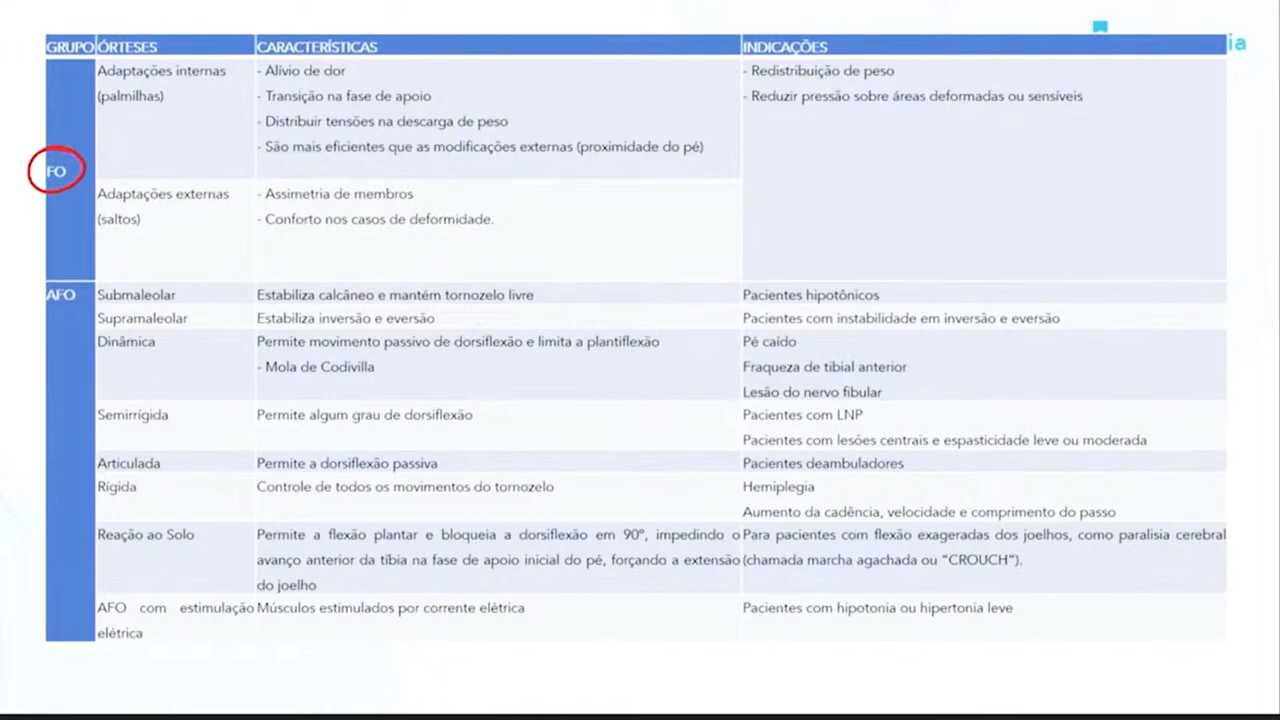 GRUPO ÓRTESES CARACTERÍSTICAS INDICAÇÕES
ia
FO
Adaptações internas
(palmilhas)
- Alívio de dor
- Transição na fase de apoio
- Distribuir tensões na descarga de peso
- São mais eficientes que as modificações externas (proximidade do pé)
- Redistribuição de peso
- Reduzir pressão sobre áreas deformadas ou sensíveis
Adaptações externas
(saltos)
- Assimetria de membros
- Conforto nos casos de deformidade.
AFO Submaleolar Estabiliza calcâneo e mantém tornozelo livre Pacientes hipotônicos
Supramaleolar Estabiliza inversão e eversão Pacientes com instabilidade em inversão e eversão
Dinâmica Permite movimento passivo de dorsiflexão e limita a plantiflexão Pé caído
- Mola de Codivilla Fraqueza de tibial anterior
Lesão do nervo fibular
Semirrígida Permite algum grau de dorsiflexão Pacientes com LNP
Pacientes com lesões centrais e espasticidade leve ou moderada
Articulada Permite a dorsiflexão passiva Pacientes deambuladores
Rígida Controle de todos os movimentos do tornozelo Hemiplegia
Aumento da cadência, velocidade e comprimento do passo
Reação ao Solo Permite a flexão plantar e bloqueia a dorsiflexão em 90º, impedindo o Para pacientes com flexão exageradas dos joelhos, como paralisia cerebral
avanço anterior da tíbia na fase de apoio inicial do pé, forçando a extensão (chamada marcha agachada ou "CROUCH").
do joelho
AFO com estimulação Músculos estimulados por corrente elétrica Pacientes com hipotonia ou hipertonia leve
elétrica